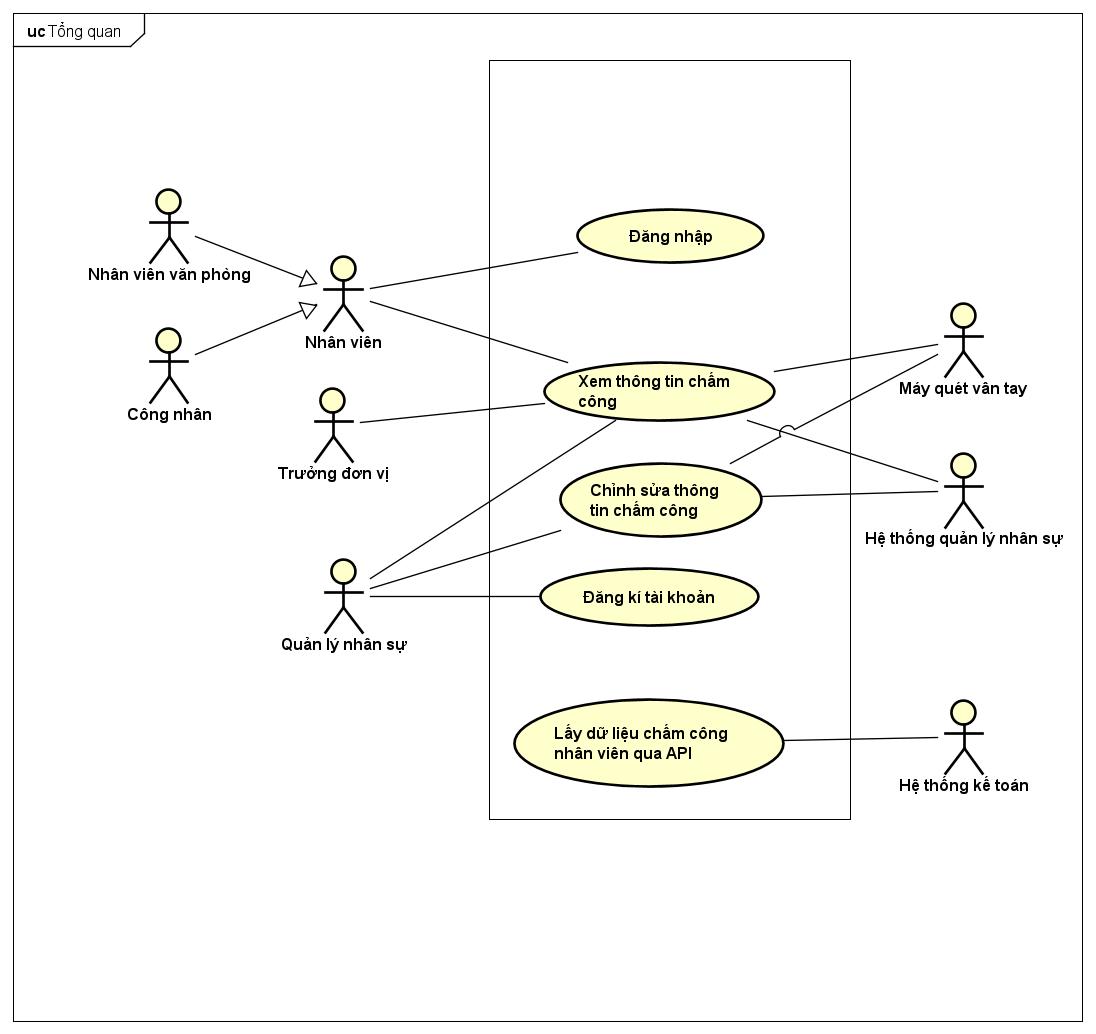 uc Tổng quan
Đăng nhập
Nhân viên văn phòng
Nhân viên
Xem thông tin chấm
công
Máy quét vân tay
Công nhân
Trưởng đơn vị
Chỉnh sửa thông
tin chấm công
Hệ thống quản lý nhân sự
Đăng kí tài khoản
Quản lý nhân sự
Lấy dữ liệu chấm công
nhân viên qua API
Hệ thống kế toán